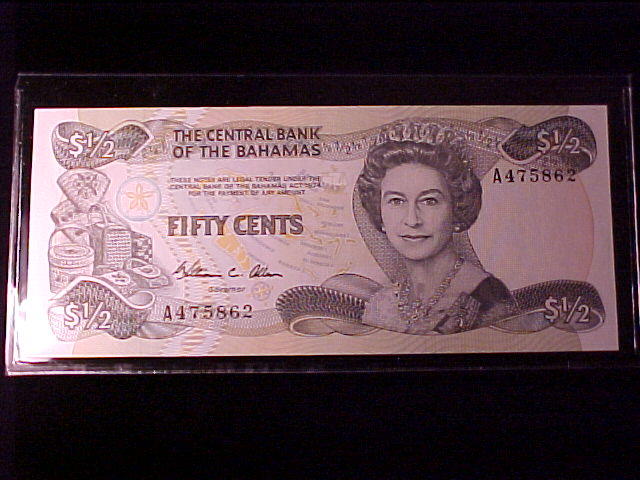 $1/2
THE CENTRAL BANK
OF THE BAHAMAS
$1/2
A475862
THESE NOTES ARE LEGAL TENDER UNDER THE
CENTRAL BANK OF THE BAHAMAS ACT 1974
FOR THE PAYMENT OF ANY AMOUNT
FIFTY CENTS
William C. Allen
Governor
$1/2
A475862
$1/2